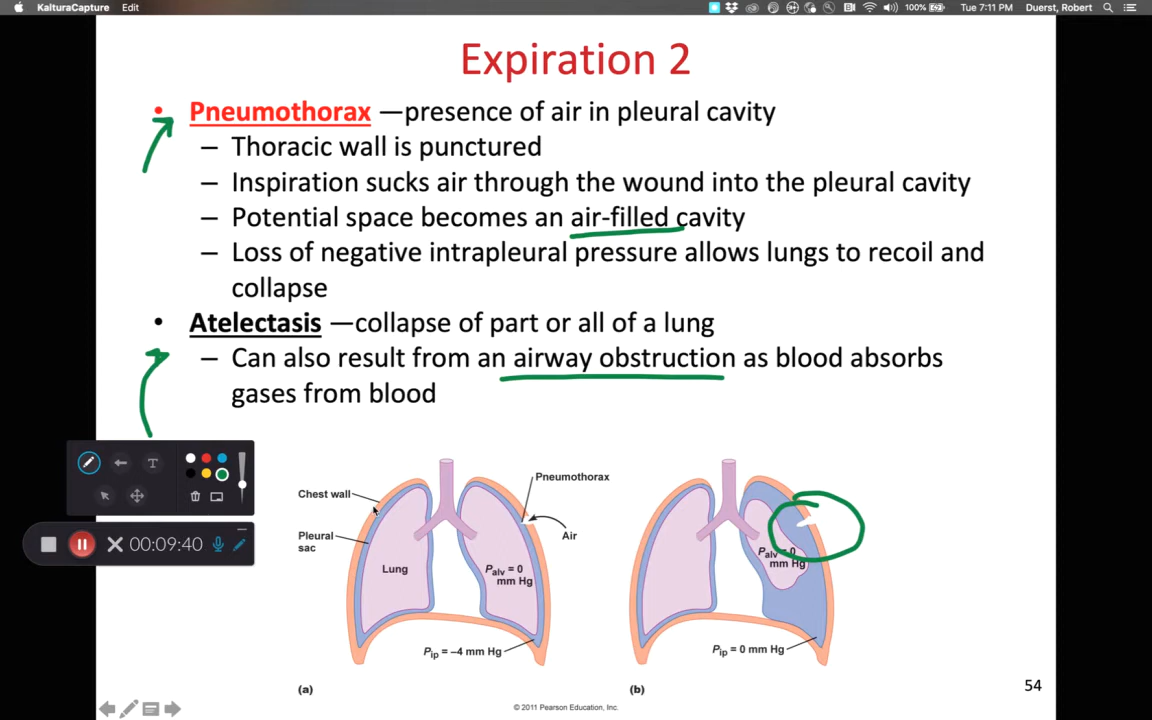 KalturaCapture Edit
100% Tue 7:11 PM Duerst, Robert
Expiration 2
• Pneumothorax —presence of air in pleural cavity
– Thoracic wall is punctured
– Inspiration sucks air through the wound into the pleural cavity
– Potential space becomes an air-filled cavity
– Loss of negative intrapleural pressure allows lungs to recoil and
collapse
• Atelectasis —collapse of part or all of a lung
– Can also result from an airway obstruction as blood absorbs
gases from blood
T
00:09:40
Chest wall
Pleural
sac
Lung
Pneumothorax
Air
Palv = 0
mm Hg
Pip = –4 mm Hg
(a)
Palv = 0
mm Hg
Pip = 0 mm Hg
(b)
54
© 2011 Pearson Education, Inc.